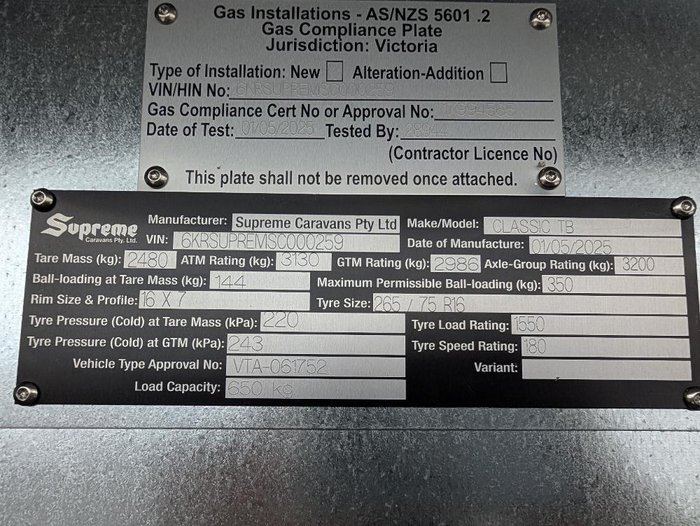 Gas Installations - AS/NZS 5601 .2
Gas Compliance Plate
Jurisdiction: Victoria
Type of Installation: New Alteration-Addition
VIN/HIN No:
Gas Compliance Cert No or Approval No:
Date of Test: 01/05/2025 Tested By:
(Contractor Licence No)
This plate shall not be removed once attached.
Supreme
Caravans Pty. Ltd.
Manufacturer: Supreme Caravans Pty Ltd Make/Model: CLASSIC TB
VIN: 6KRSUPREMSC000259 Date of Manufacture: 01/05/2025
Tare Mass (kg): 2480 ATM Rating (kg): 3130 GTM Rating (kg): 2986 Axle-Group Rating (kg): 3200
Ball-loading at Tare Mass (kg): 144 Maximum Permissible Ball-loading (kg): 350
Rim Size & Profile: 16 X 7 Tyre Size: 265 / 75 R16
Tyre Pressure (Cold) at Tare Mass (kPa): 220 Tyre Load Rating: 1550
Tyre Pressure (Cold) at GTM (kPa): 243 Tyre Speed Rating: 180
Vehicle Type Approval No: VTA-061752 Variant:
Load Capacity: 650 kg